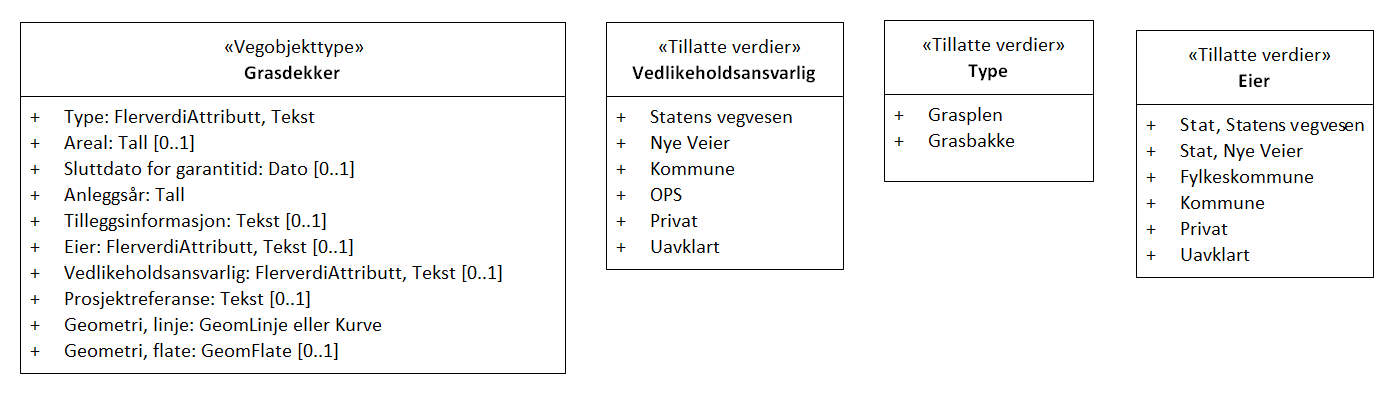 «Vegobjekttype»
Grasdekker
+ Type: FlerverdiAttributt, Tekst
+ Areal: Tall [0..1]
+ Sluttdato for garantitid: Dato [0..1]
+ Anleggsår: Tall
+ Tilleggsinformasjon: Tekst [0..1]
+ Eier: FlerverdiAttributt, Tekst [0..1]
+ Vedlikeholdsansvarlig: FlerverdiAttributt, Tekst [0..1]
+ Prosjektreferanse: Tekst [0..1]
+ Geometri, linje: GeomLinje eller Kurve
+ Geometri, flate: GeomFlate [0..1]
«Tillatte verdier»
Vedlikeholdsansvarlig
+ Statens vegvesen
+ Nye Veier
+ Kommune
+ OPS
+ Privat
+ Uavklart
«Tillatte verdier»
Type
+ Grasplen
+ Grasbakke
«Tillatte verdier»
Eier
+ Stat, Statens vegvesen
+ Stat, Nye Veier
+ Fylkeskommune
+ Kommune
+ Privat
+ Uavklart